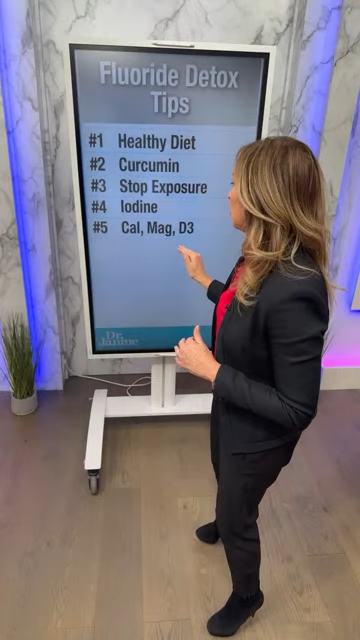 Fluoride Detox
Tips
#1 Healthy Diet
#2 Curcumin
#3 Stop Exposure
#4 Iodine
#5 Cal, Mag, D3
Dr.
Janine